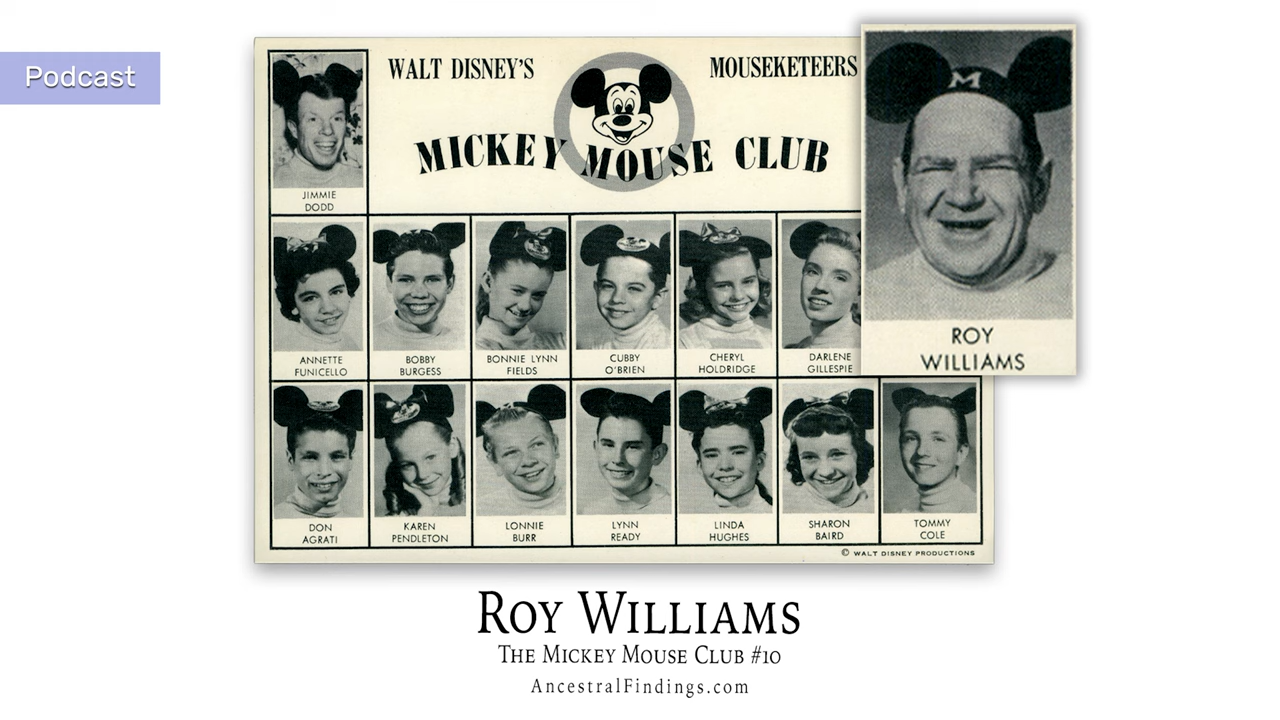 Podcast
WALT DISNEY'S
MOUSEKETEERS
MICKEY MOUSE CLUB
M
JIMMIE
DODD
ROY
WILLIAMS
ANNETTE
FUNICELLO
BOBBY
BURGESS
BONNIE LYNN
FIELDS
CUBBY
O'BRIEN
CHERYL
HOLDRIDGE
DARLENE
GILLESPIE
DON
AGRATI
KAREN
PENDLETON
LONNIE
BURR
LYNN
READY
LINDA
HUGHES
SHARON
BAIRD
TOMMY
COLE
© WALT DISNEY PRODUCTIONS
ROY WILLIAMS
THE MICKEY MOUSE CLUB #10
ANCESTRALFINDINGS.COM